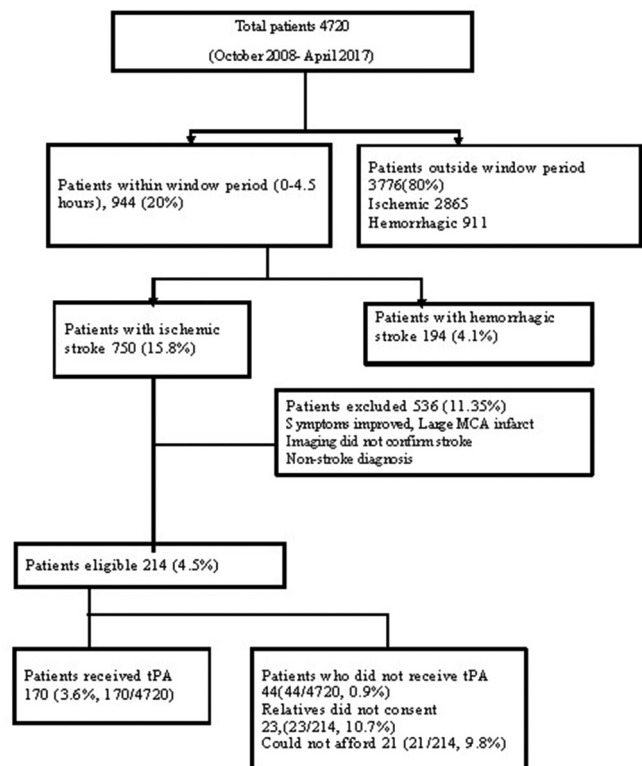 Total patients 4720
(October 2008- April 2017)
Patients within window period (0-4.5
hours), 944 (20%)
Patients outside window period
3776(80%)
Ischemic 2865
Hemorrhagic 911
Patients with ischemic
stroke 750 (15.8%)
Patients with hemorrhagic
stroke 194 (4.1%)
Patients excluded 536 (11.35%)
Symptoms improved, Large MCA infarct
Imaging did not confirm stroke
Non-stroke diagnosis
Patients eligible 214 (4.5%)
Patients received tPA
170 (3.6%, 170/4720)
Patients who did not receive tPA
44(44/4720, 0.9%)
Relatives did not consent
23,(23/214, 10.7%)
Could not afford 21 (21/214, 9.8%)